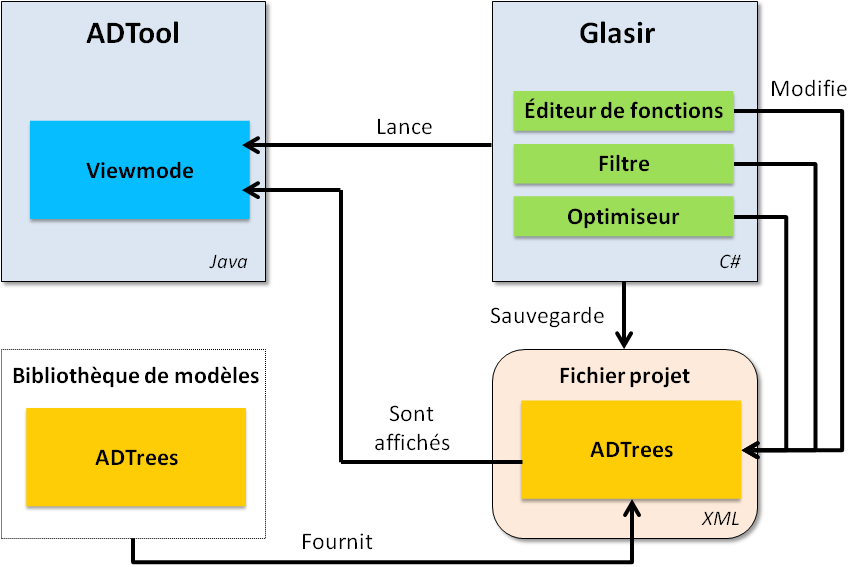 ADTool
Glasir
Modifie
Éditeur de fonctions
Lance
Viewmode
Filtre
Optimiseur
Java
C#
Sauvegarde
Bibliothèque de modèles
Fichier projet
Sont
affichés
ADTrees
ADTrees
XML
Fournit